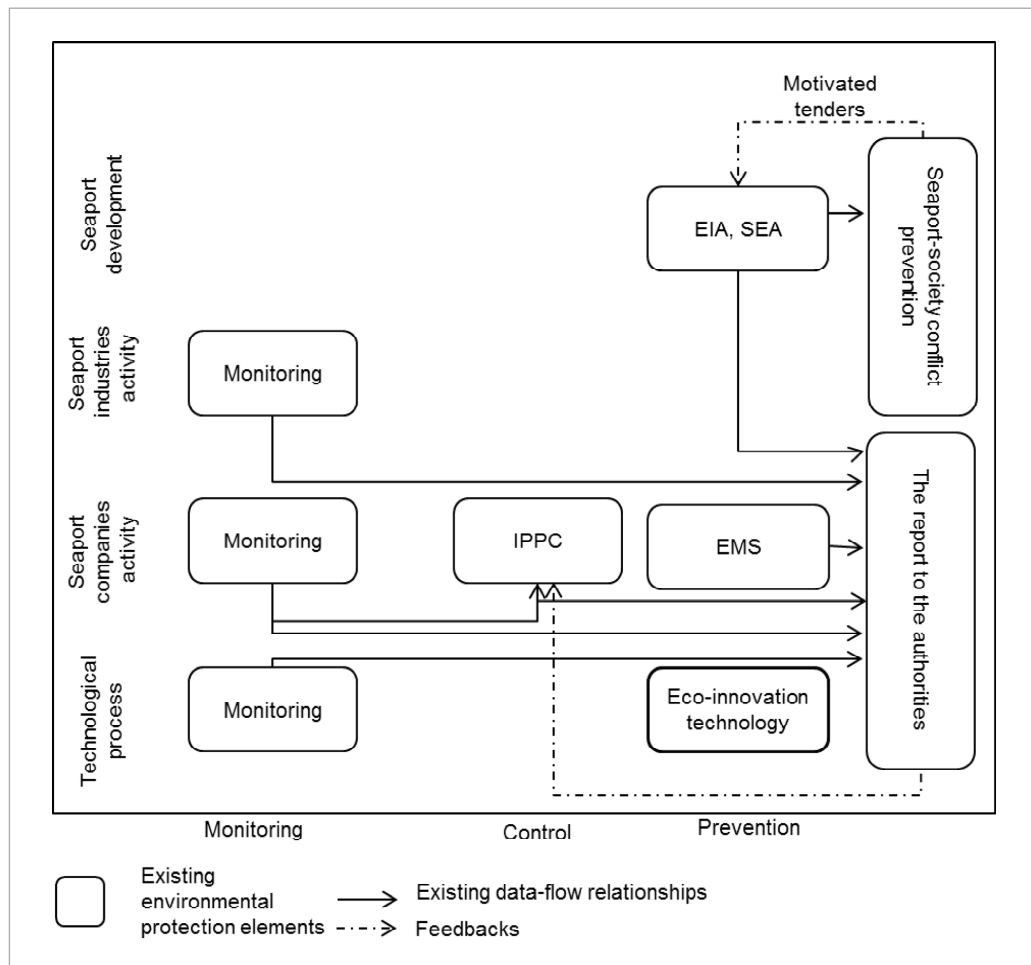 Motivated
tenders
Seaport
development
EIA, SEA
Seaport-society conflict
prevention
Seaport
industries
activity
Monitoring
Seaport
companies
activity
Monitoring
IPPC
EMS
The report to the authorities
Technological
process
Monitoring
Eco-innovation
technology
Monitoring
Control
Prevention
Existing
environmental
protection elements
Existing data-flow relationships
Feedbacks